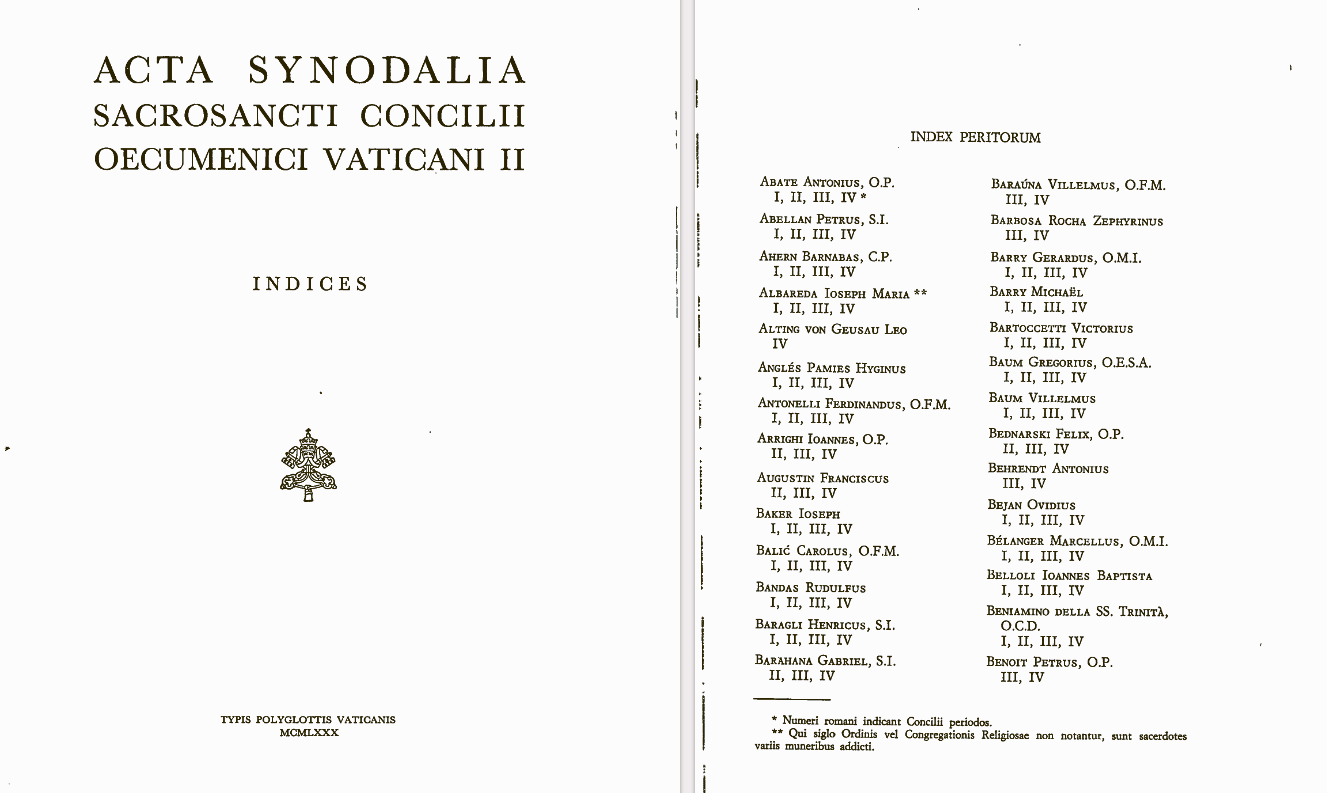 ACTA SYNODALIA
SACROSANCTI CONCILII
OECUMENICI VATICANI II
INDICES
TYPIS POLYGLOTTIS VATICANIS
MCMLXXX
INDEX PERITORUM
Abate Antonius, O.P.
I, II, III, IV *
Abellan Petrus, S.I.
I, II, III, IV
Ahern Barnabas, C.P.
I, II, III, IV
Albareda Ioseph Maria **
I, II, III, IV
Alting von Geusau Leo
IV
Anglés Pamies Hyginus
I, II, III, IV
Antonelli Ferdinandus, O.F.M.
I, II, III, IV
Arrighi Ioannes, O.P.
II, III, IV
Augustin Franciscus
II, III, IV
Baker Ioseph
I, II, III, IV
Balić Carolus, O.F.M.
I, II, III, IV
Bandas Rudulfus
I, II, III, IV
Baragli Henricus, S.I.
I, II, III, IV
Barahana Gabriel, S.I.
II, III, IV
Baraúna Villelmus, O.F.M.
III, IV
Barbosa Rocha Zephyrinus
III, IV
Barry Gerardus, O.M.I.
I, II, III, IV
Barry Michaël
I, II, III, IV
Bartoccetti Victorius
I, II, III, IV
Baum Gregorius, O.E.S.A.
I, II, III, IV
Baum Villelmus
I, II, III, IV
Bednarski Felix, O.P.
II, III, IV
Behrendt Antonius
III, IV
Bejan Ovidius
I, II, III, IV
Bélanger Marcellus, O.M.I.
I, II, III, IV
Belloli Ioannes Baptista
I, II, III, IV
Beniamino della SS. Trinità,
O.C.D.
I, II, III, IV
Benoit Petrus, O.P.
III, IV
* Numeri romani indicant Concilii periodos.
** Qui siglo Ordinis vel Congregationis Religiosae non notantur, sunt sacerdotes
variis muneribus addicti.